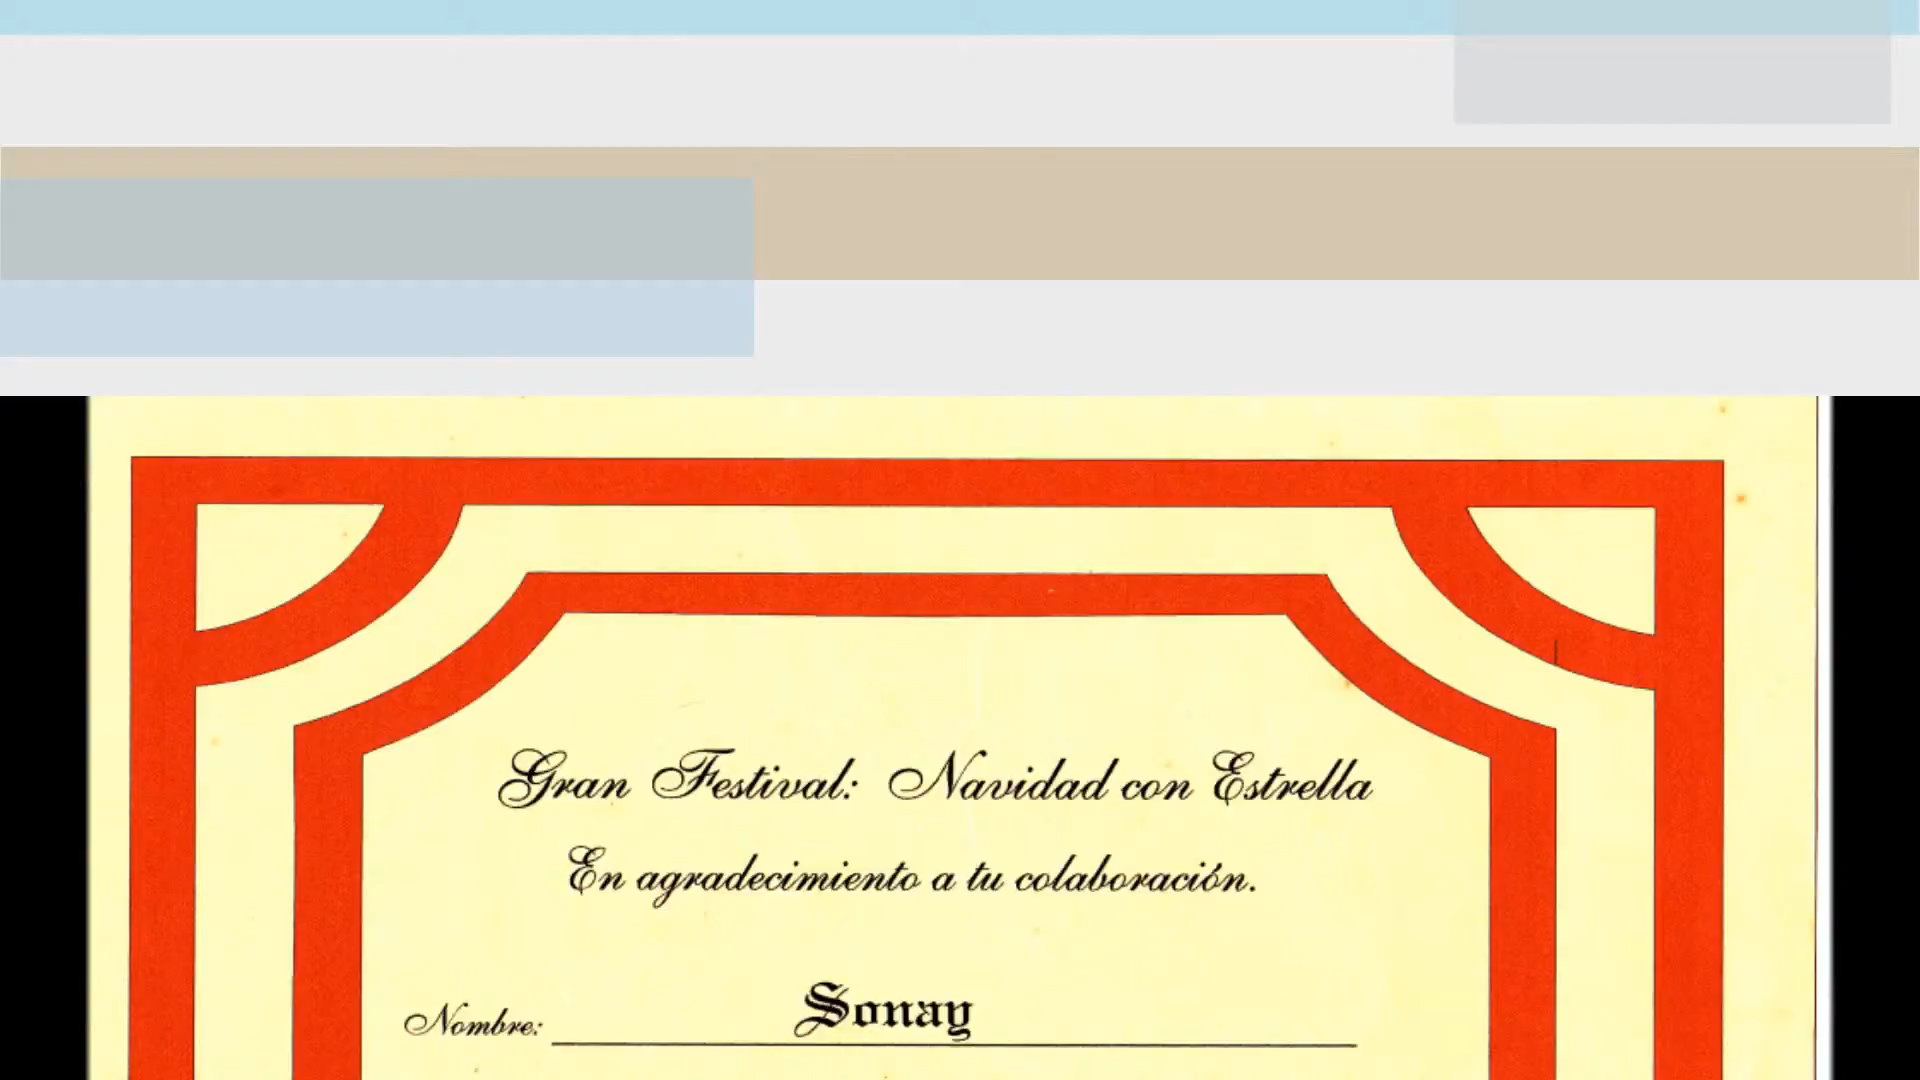 Gran Festival: Navidad con Estrella
En agradecimiento a tu colaboración.
Nombre: Sonay